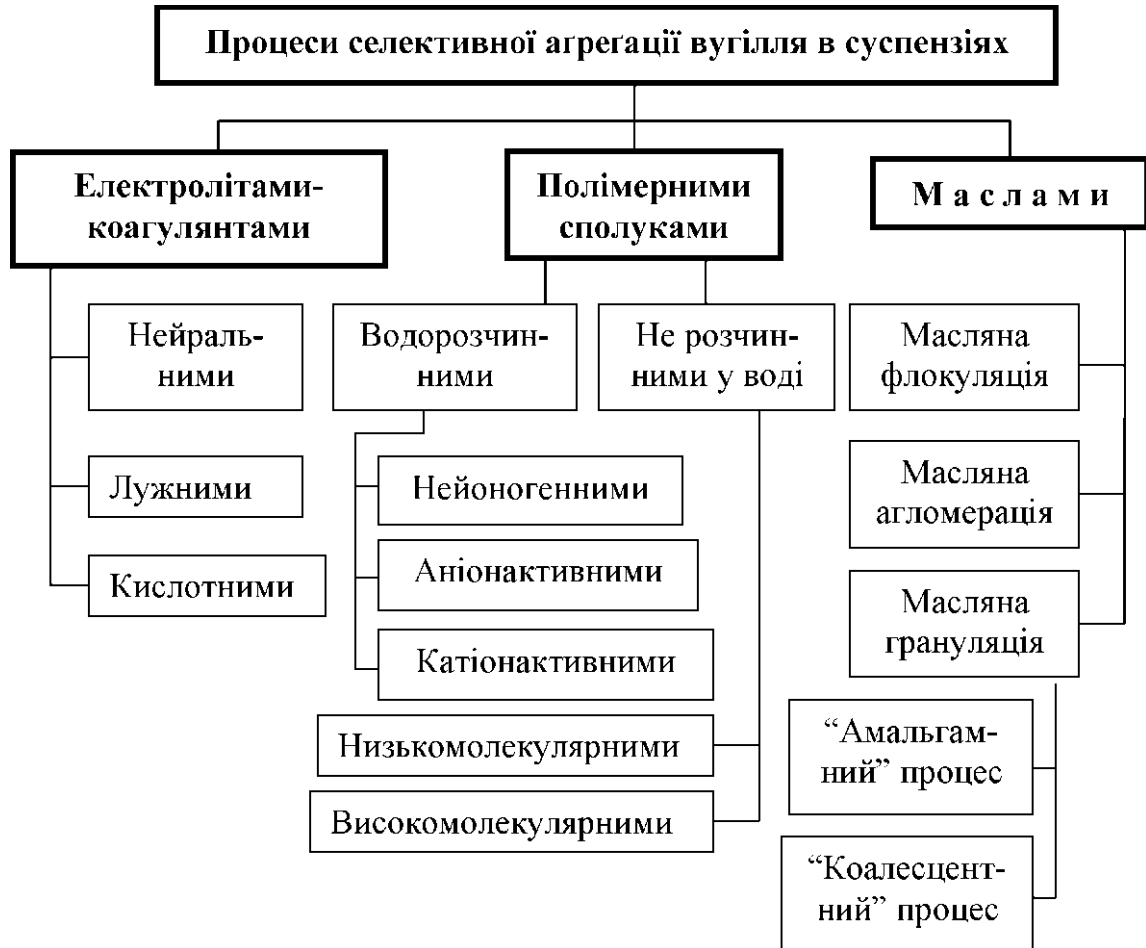 Процеси селективної аґреґації вугілля в суспензіях
Електролітами-
коагулянтами
Полімерними
сполуками
М а с л а м и
Нейраль-
ними
Водорозчин-
ними
Не розчин-
ними у воді
Масляна
флокуляція
Лужними
Нейоногенними
Масляна
агломерація
Кислотними
Аніонактивними
Масляна
грануляція
Катіонактивними
Низькомолекулярними
“Амальгам-
ний” процес
Високомолекулярними
“Коалесцент-
ний” процес